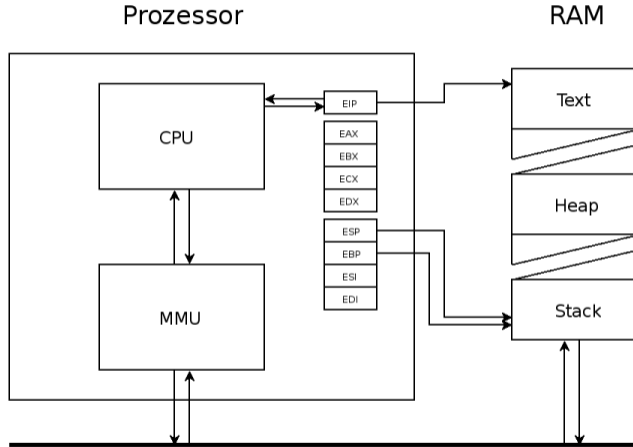 Prozessor
RAM
EIP
Text
CPU
EAX
EBX
ECX
EDX
Heap
ESP
EBP
ESI
EDI
MMU
Stack